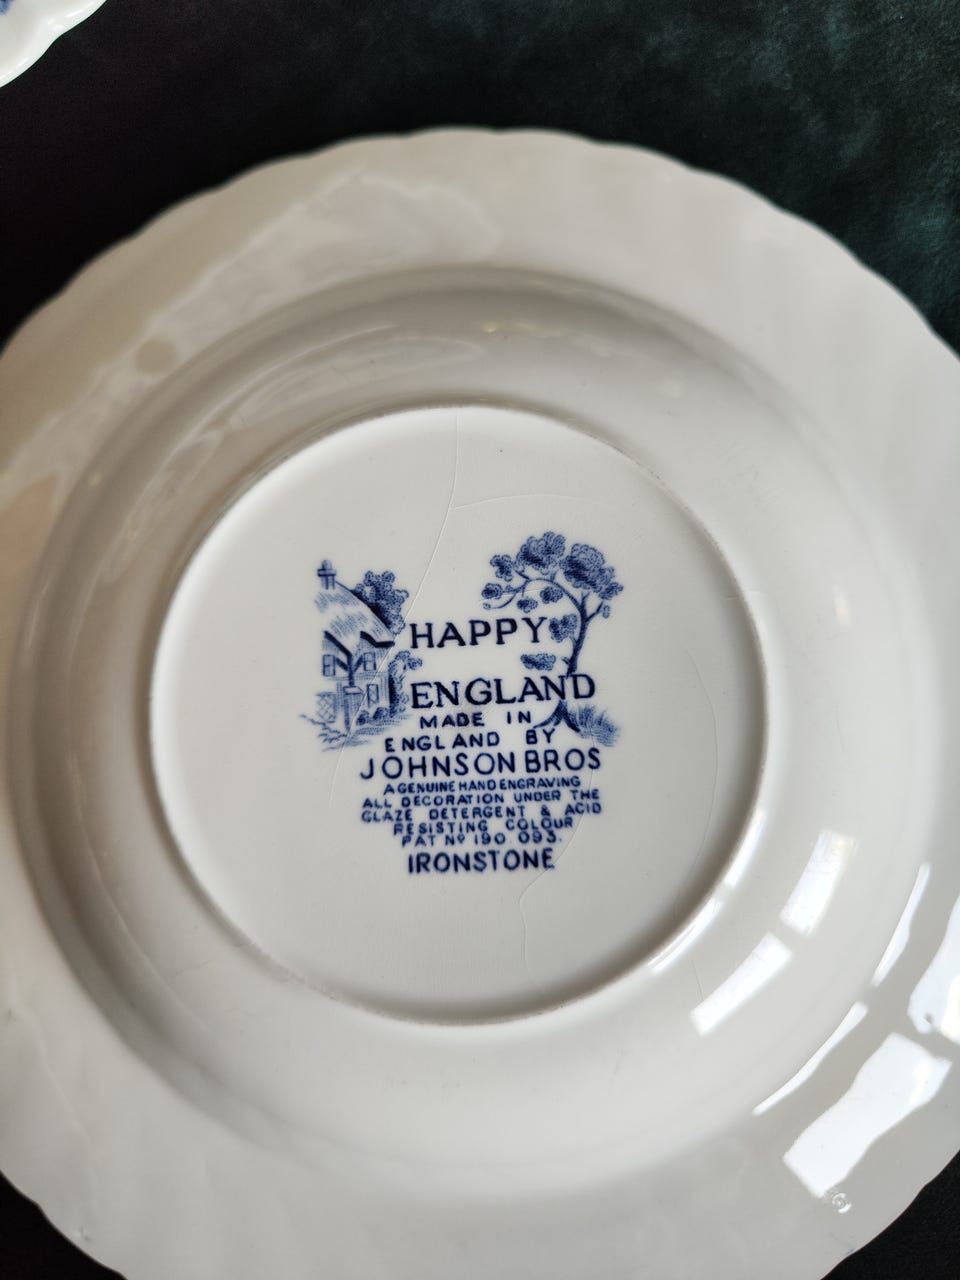 HAPPY
ENGLAND
MADE IN
ENGLAND BY
JOHNSON BROS
A GENUINE HAND ENGRAVING
ALL DECORATION UNDER THE
GLAZE DETERGENT & ACID
RESISTING COLOUR
PAT Nº 190 093.
IRONSTONE